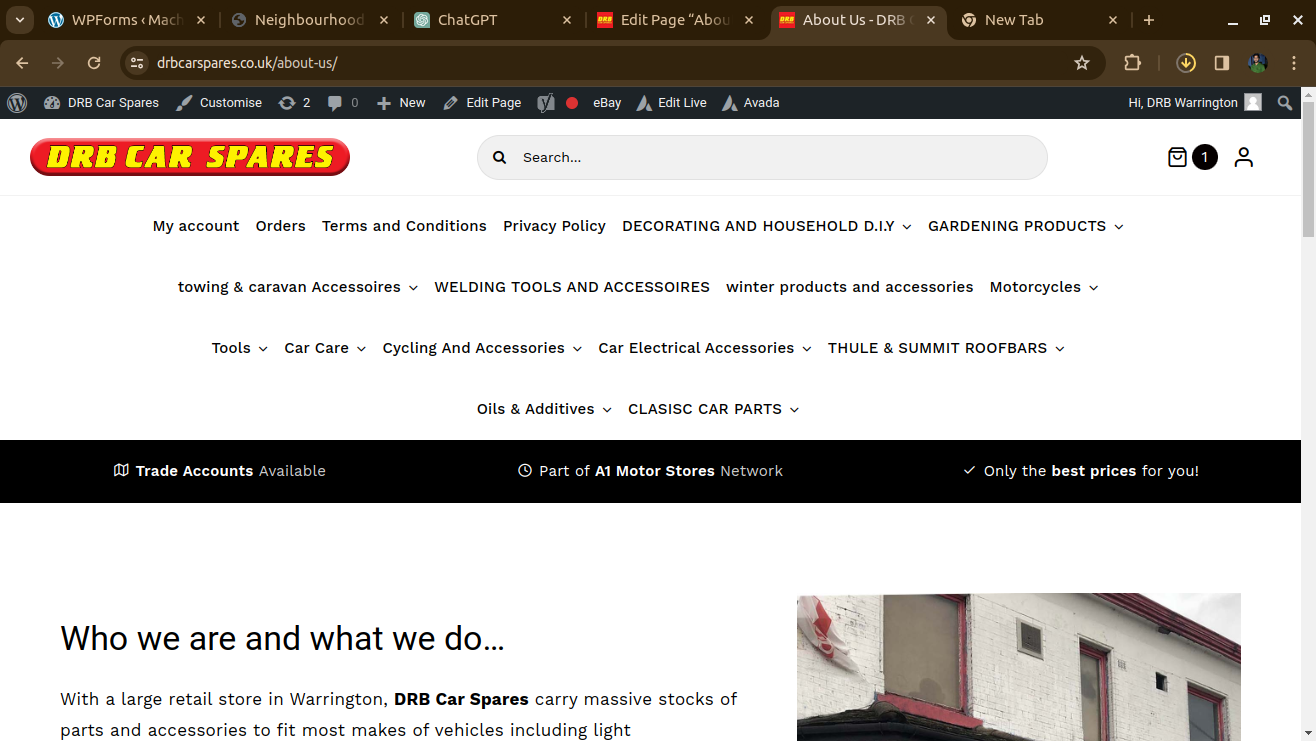 WPForms ‹ Mach
Neighbourhood
ChatGPT
Edit Page “Abou
About Us - DRB C
New Tab
drbcarspares.co.uk/about-us/
DRB Car Spares Customise 2 0 New Edit Page eBay Edit Live Avada Hi, DRB Warrington
DRB CAR SPARES Search... 1
My account Orders Terms and Conditions Privacy Policy DECORATING AND HOUSEHOLD D.I.Y GARDENING PRODUCTS
towing & caravan Accessoires WELDING TOOLS AND ACCESSOIRES winter products and accessories Motorcycles
Tools Car Care Cycling And Accessories Car Electrical Accessories THULE & SUMMIT ROOFBARS
Oils & Additives CLASISC CAR PARTS
Trade Accounts Available Part of A1 Motor Stores Network Only the best prices for you!
Who we are and what we do…
With a large retail store in Warrington, DRB Car Spares carry massive stocks of
parts and accessories to fit most makes of vehicles including light